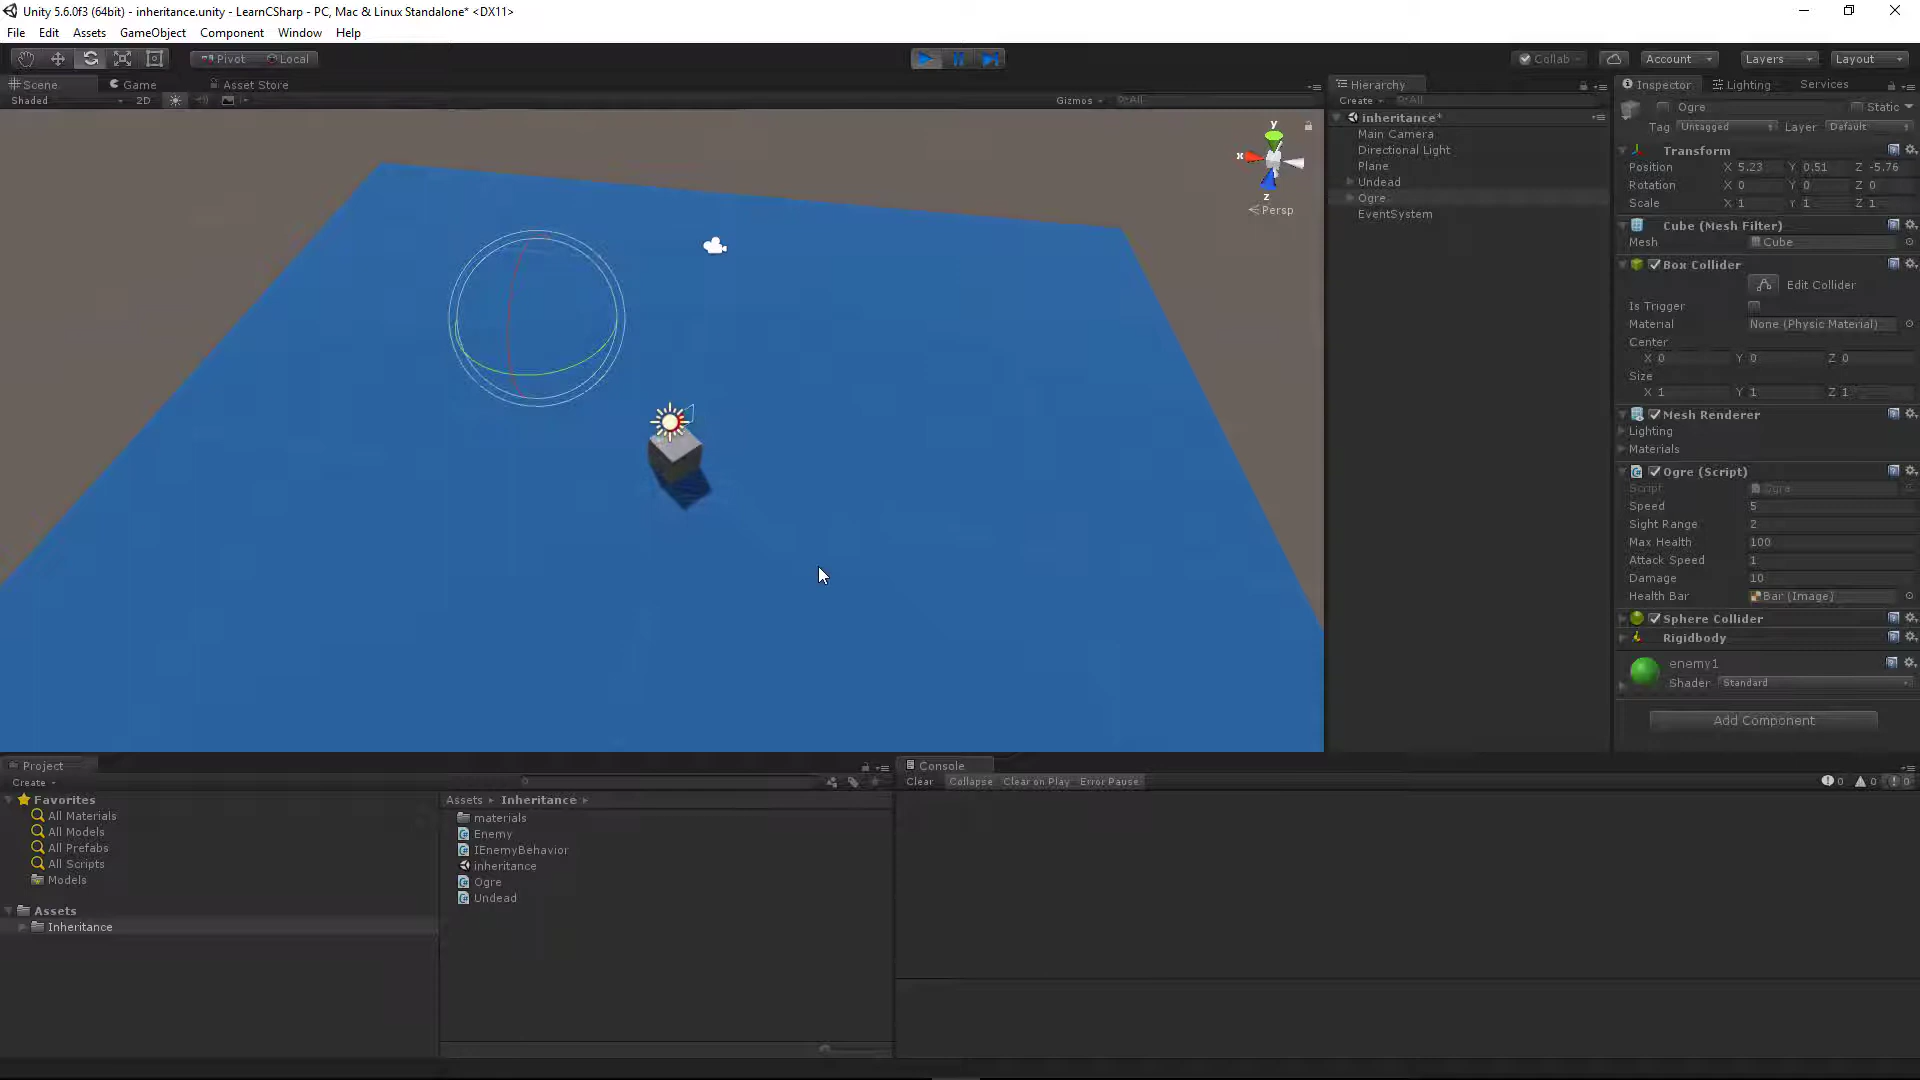 Unity 5.6.0f3 (64bit) - inheritance.unity - LearnCSharp - PC, Mac & Linux Standalone* <DX11>
File Edit Assets GameObject Component Window Help
Pivot Local Collab Account Layers Layout
Scene Game Asset Store
Shaded 2D Gizmos All
y
x
z
Persp
Hierarchy
Create All
inheritance*
Main Camera
Directional Light
Plane
Undead
Ogre
EventSystem
Inspector Lighting Services
Ogre Static
Tag Untagged Layer Default
Transform
Position X 5.23 Y 0.51 Z -5.76
Rotation X 0 Y 0 Z 0
Scale X 1 Y 1 Z 1
Cube (Mesh Filter)
Mesh Cube
Box Collider
Edit Collider
Is Trigger
Material None (Physic Material)
Center
X 0 Y 0 Z 0
Size
X 1 Y 1 Z 1
Mesh Renderer
Lighting
Materials
Ogre (Script)
Script Ogre
Speed 5
Sight Range 2
Max Health 100
Attack Speed 1
Damage 10
Health Bar Bar (Image)
Sphere Collider
Rigidbody
enemy1
Shader Standard
Add Component
Project
Create
Favorites
All Materials
All Models
All Prefabs
All Scripts
Models
Assets
Inheritance
Assets Inheritance
materials
Enemy
IEnemyBehavior
inheritance
Ogre
Undead
Console
Clear Collapse Clear on Play Error Pause 0 0 0